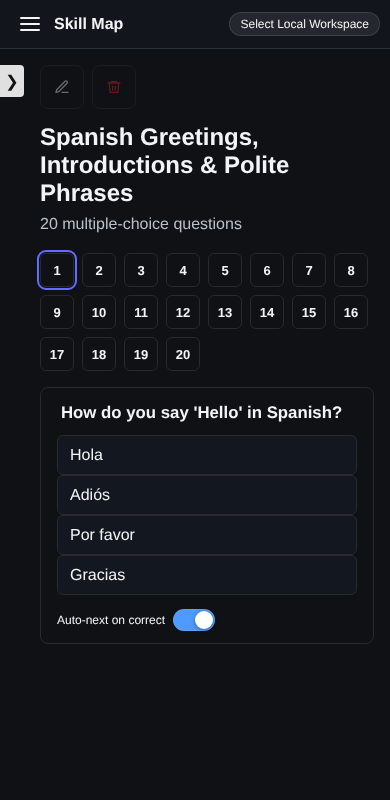 Skill Map
Select Local Workspace
❯
Spanish Greetings,
Introductions & Polite
Phrases
20 multiple-choice questions
1 2 3 4 5 6 7 8
9 10 11 12 13 14 15 16
17 18 19 20
How do you say 'Hello' in Spanish?
Hola
Adiós
Por favor
Gracias
Auto-next on correct